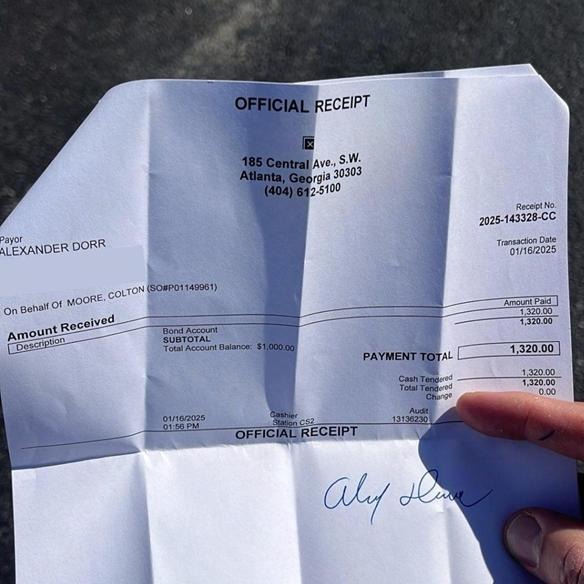 OFFICIAL RECEIPT
185 Central Ave., S.W.
Atlanta, Georgia 30303
(404) 612-5100
Receipt No.
2025-143328-CC
Payor
ALEXANDER DORR
Transaction Date
01/16/2025
On Behalf Of MOORE, COLTON (SO#P01149961)
Amount Received
Amount Paid
Description
1,320.00
Bond Account
1,320.00
SUBTOTAL
Total Account Balance: $1,000.00
PAYMENT TOTAL 1,320.00
Cash Tendered 1,320.00
Total Tendered 1,320.00
Change 0.00
01/16/2025 Cashier Audit
01:56 PM Station CS2 13136230
OFFICIAL RECEIPT